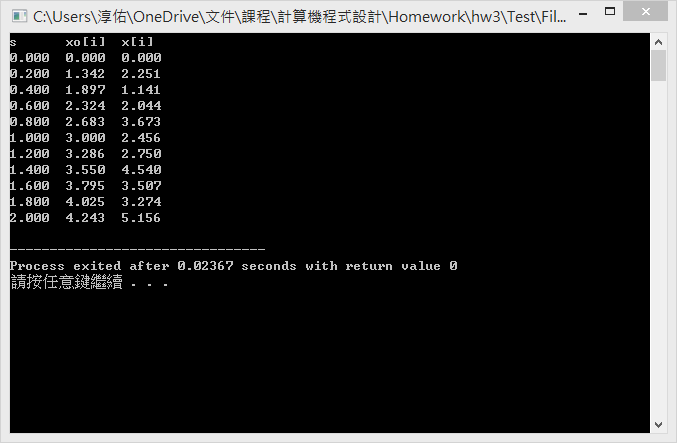 C:\Users\淳佑\OneDrive\文件\課程\計算機程式設計\Homework\hw3\Test\Fil...
s xo[i] x[i]
0.000 0.000 0.000
0.200 1.342 2.251
0.400 1.897 1.141
0.600 2.324 2.044
0.800 2.683 3.673
1.000 3.000 2.456
1.200 3.286 2.750
1.400 3.550 4.540
1.600 3.795 3.507
1.800 4.025 3.274
2.000 4.243 5.156
--------------------------------
Process exited after 0.02367 seconds with return value 0
請按任意鍵繼續 . . .